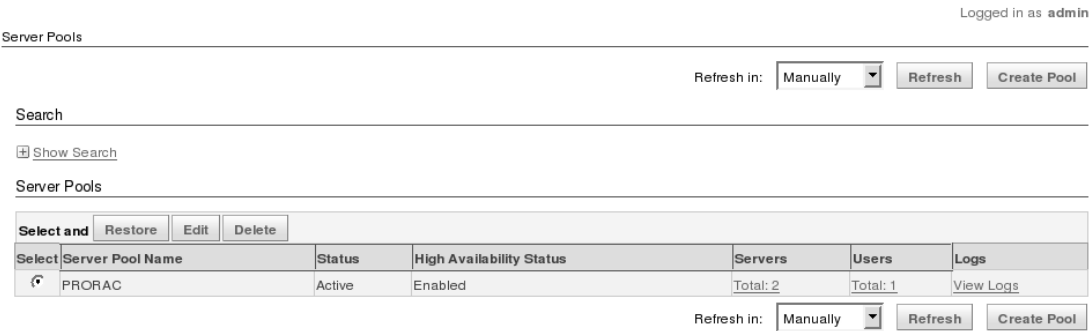 Logged in as admin
Server Pools
Refresh in: Manually Refresh Create Pool
Search
Show Search
Server Pools
Select and Restore Edit Delete
Select Server Pool Name Status High Availability Status Servers Users Logs
PRORAC Active Enabled Total: 2 Total: 1 View Logs
Refresh in: Manually Refresh Create Pool